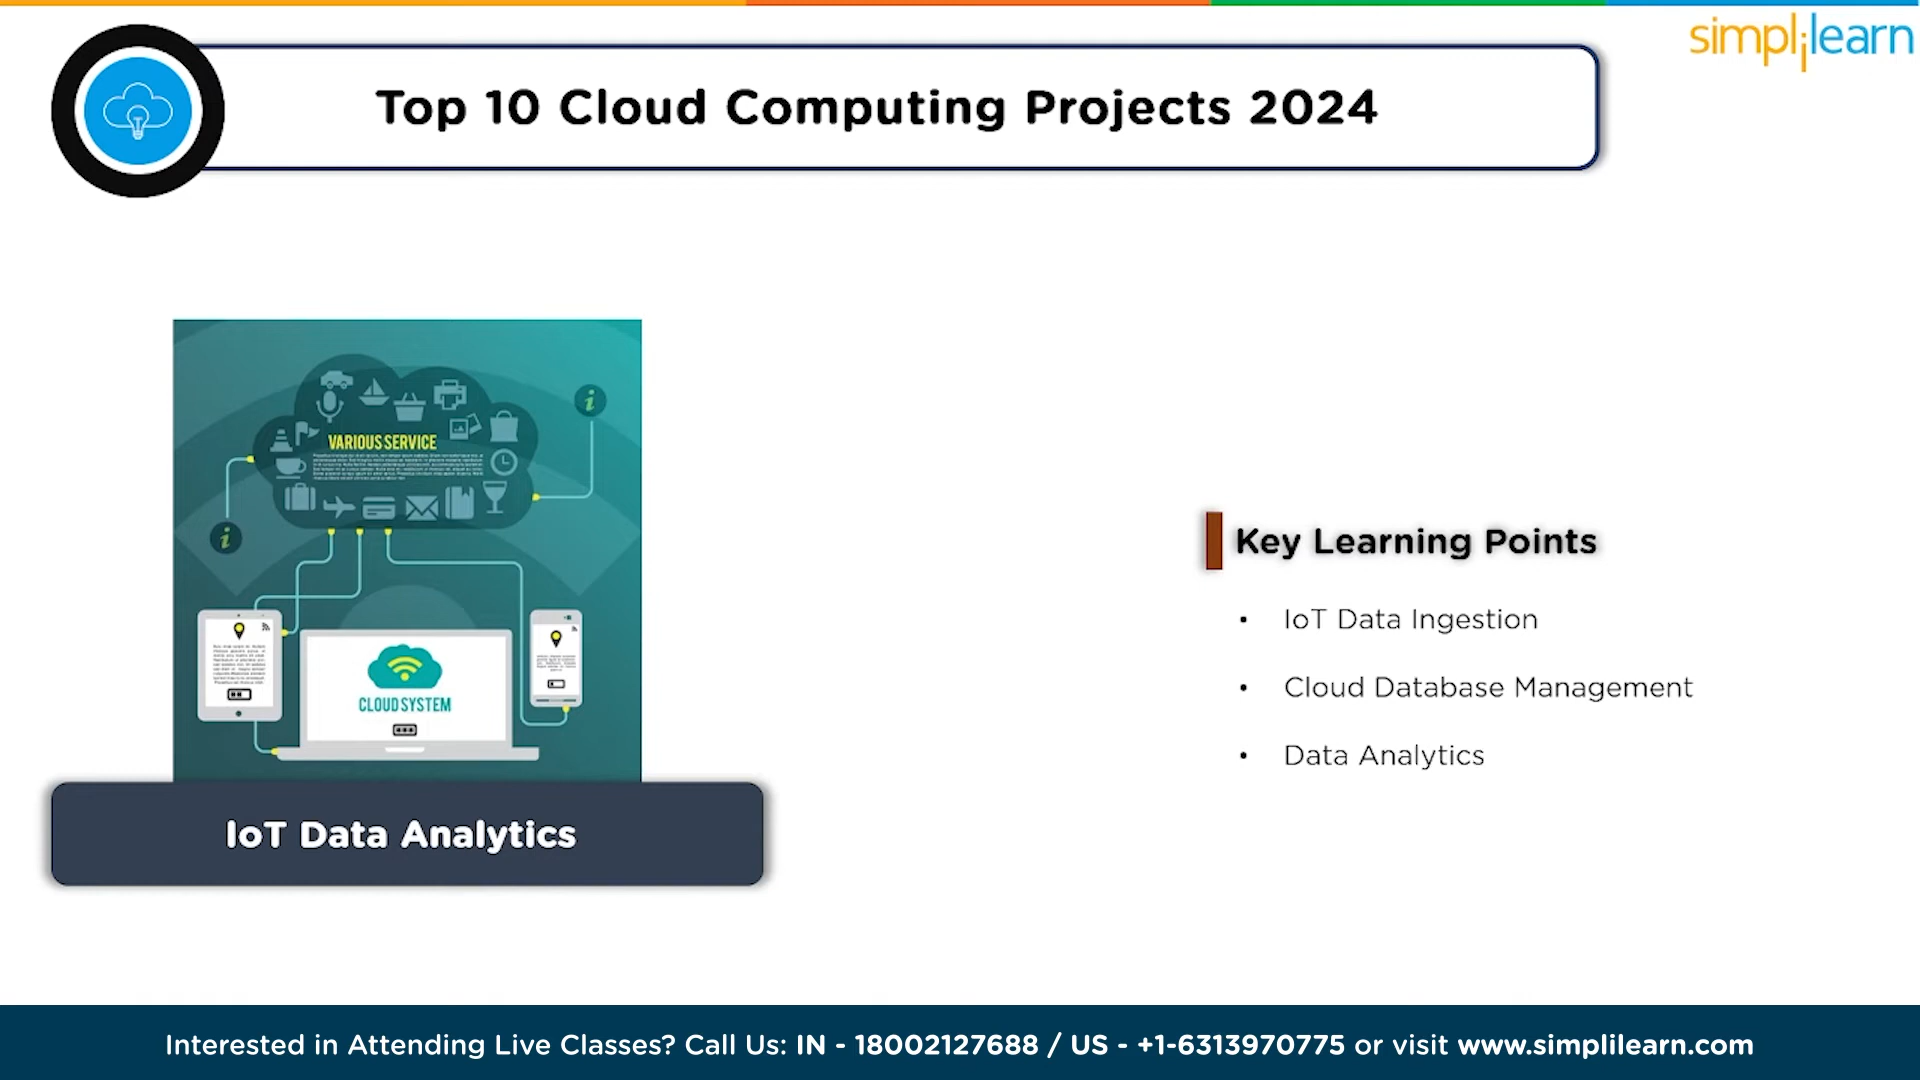 simplilearn
Top 10 Cloud Computing Projects 2024
VARIOUS SERVICE
CLOUD SYSTEM
IoT Data Analytics
Key Learning Points
• IoT Data Ingestion
• Cloud Database Management
• Data Analytics
Interested in Attending Live Classes? Call Us: IN - 18002127688 / US - +1-6313970775 or visit www.simplilearn.com